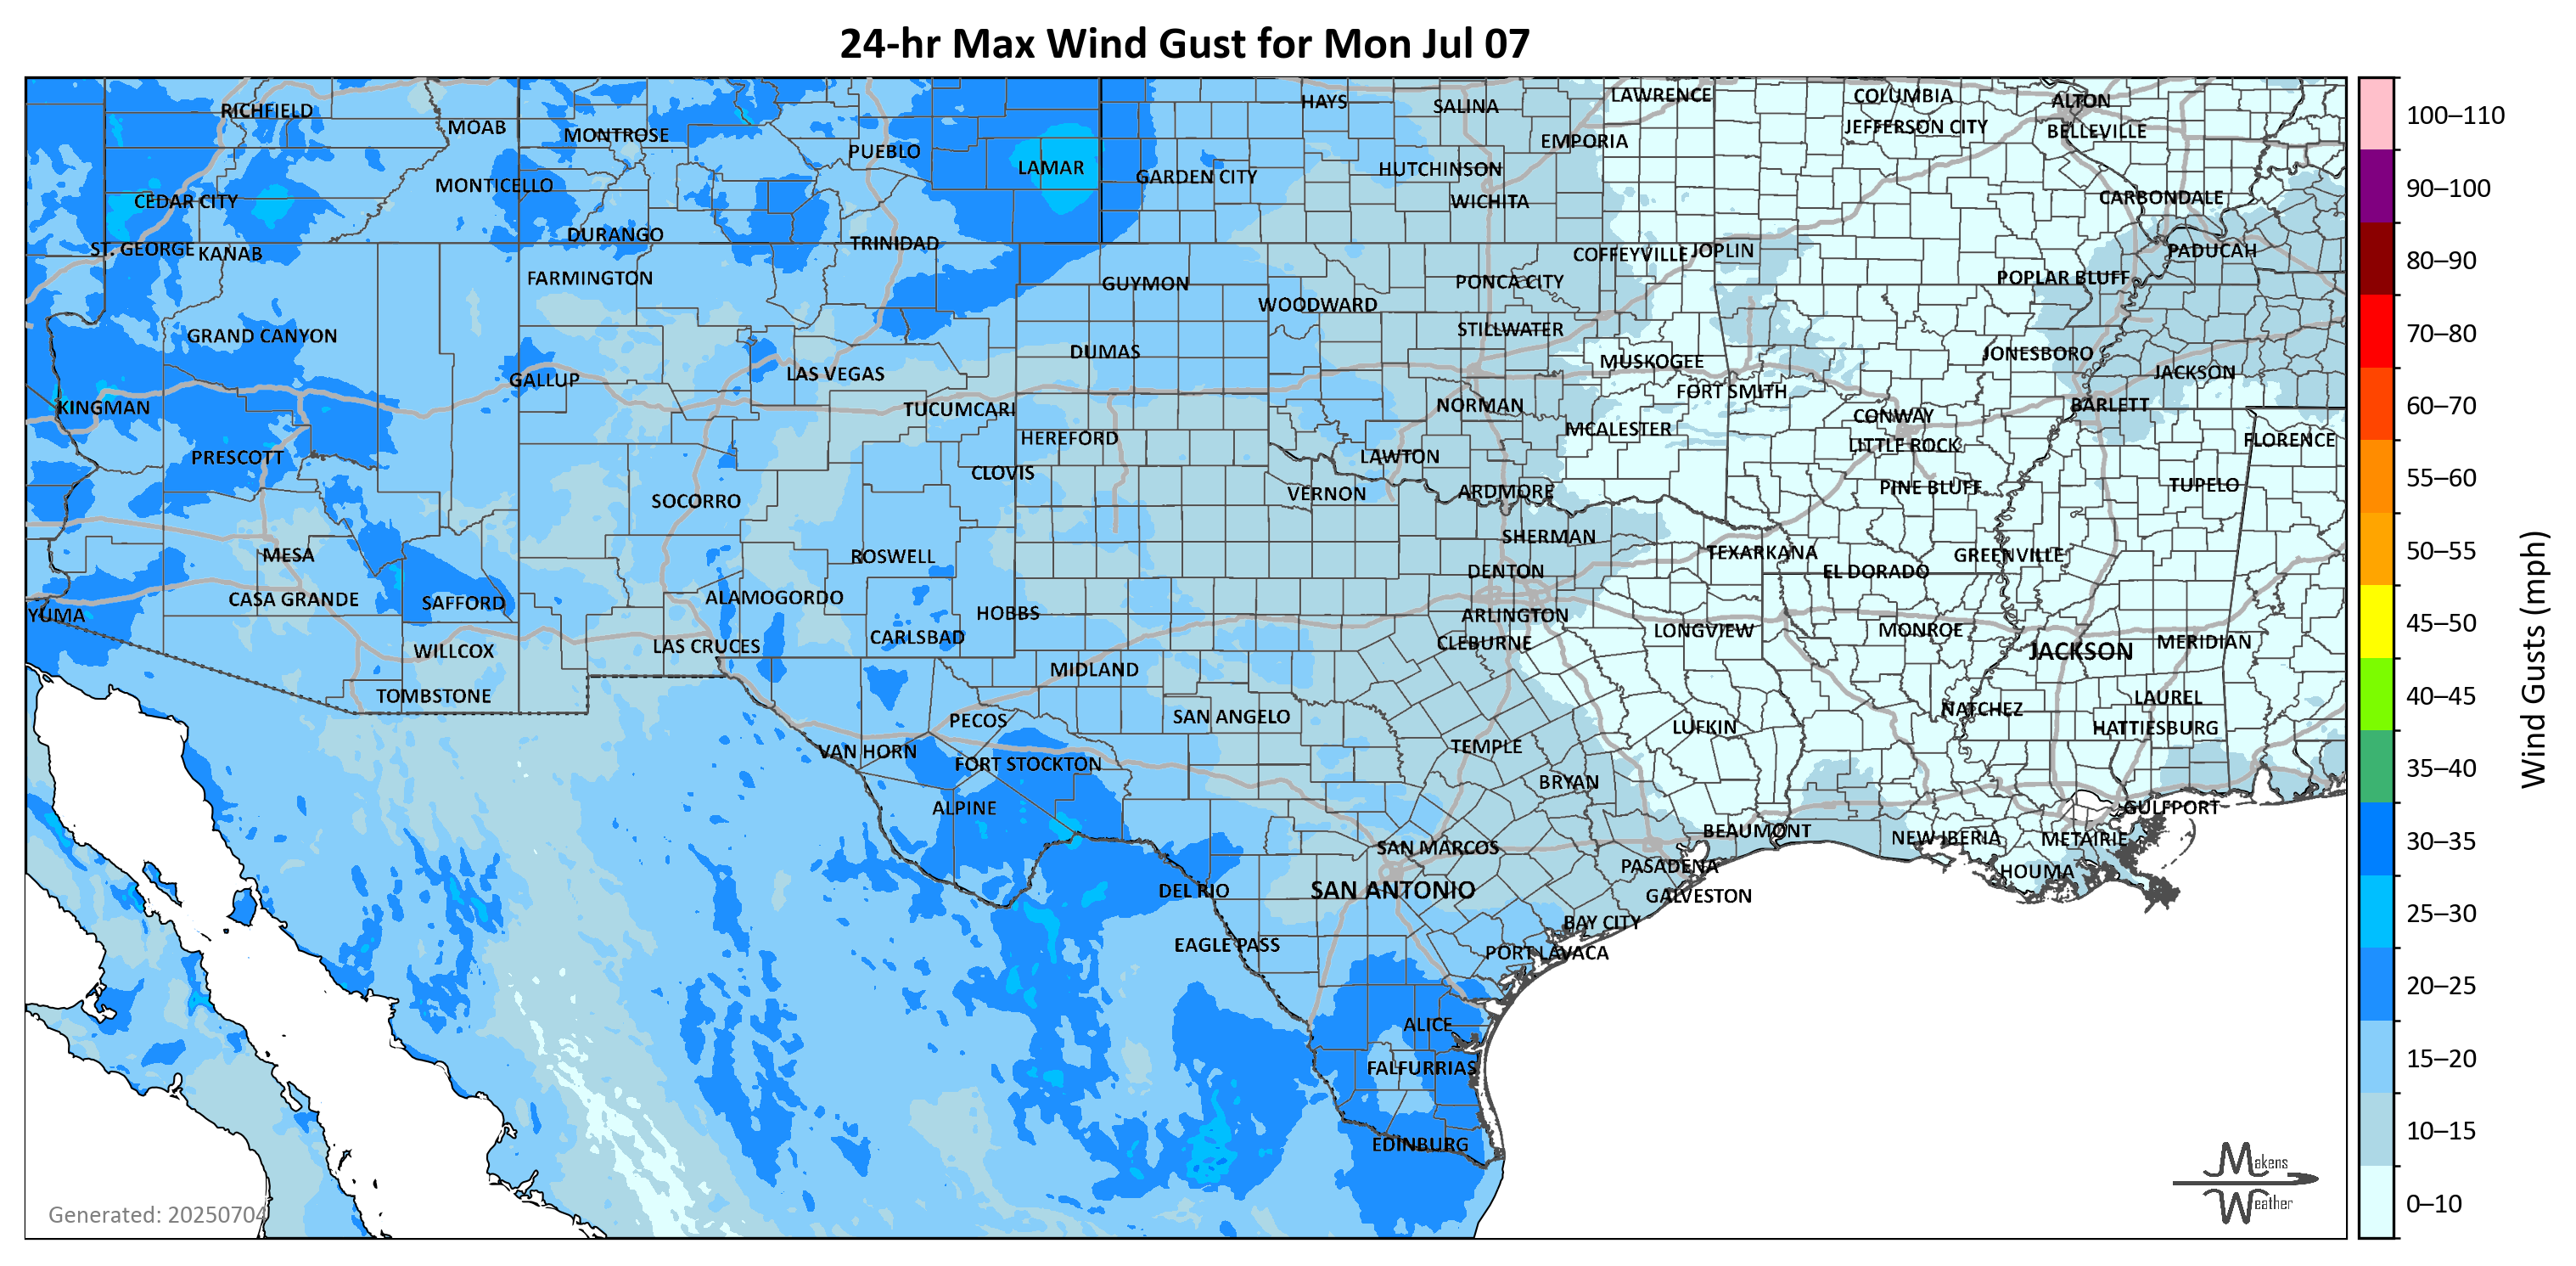 24-hr Max Wind Gust for Mon Jul 07
RICHFIELD
MOAB
MONTROSE
PUEBLO
HAYS
SALINA
LAWRENCE
COLUMBIA
ALTON
JEFFERSON CITY
BELLEVILLE
EMPORIA
LAMAR
GARDEN CITY
HUTCHINSON
MONTICELLO
CEDAR CITY
WICHITA
CARBONDALE
DURANGO
TRINIDAD
ST. GEORGE
KANAB
COFFEYVILLE
JOPLIN
PADUCAH
FARMINGTON
GUYMON
PONCA CITY
POPLAR BLUFF
WOODWARD
GRAND CANYON
STILLWATER
DUMAS
MUSKOGEE
JONESBORO
GALLUP
LAS VEGAS
JACKSON
FORT SMITH
KINGMAN
TUCUMCARI
NORMAN
CONWAY
BARLETT
HEREFORD
MCALESTER
LITTLE ROCK
FLORENCE
PRESCOTT
CLOVIS
LAWTON
SOCORRO
VERNON
ARDMORE
PINE BLUFF
TUPELO
MESA
ROSWELL
SHERMAN
TEXARKANA
GREENVILLE
DENTON
EL DORADO
CASA GRANDE
SAFFORD
ALAMOGORDO
HOBBS
YUMA
ARLINGTON
CARLSBAD
CLEBURNE
LONGVIEW
MONROE
WILLCOX
LAS CRUCES
MIDLAND
JACKSON
MERIDIAN
TOMBSTONE
LAUREL
PECOS
SAN ANGELO
NATCHEZ
HATTIESBURG
LUFKIN
VAN HORN
FORT STOCKTON
TEMPLE
BRYAN
ALPINE
GULFPORT
BEAUMONT
NEW IBERIA
METAIRIE
SAN MARCOS
PASADENA
HOUMA
DEL RIO
SAN ANTONIO
GALVESTON
BAY CITY
EAGLE PASS
PORT LAVACA
ALICE
FALFURRIAS
EDINBURG
Generated: 20250704
Makens
Weather
100–110
90–100
80–90
70–80
60–70
55–60
50–55
45–50
40–45
35–40
30–35
25–30
20–25
15–20
10–15
0–10
Wind Gusts (mph)